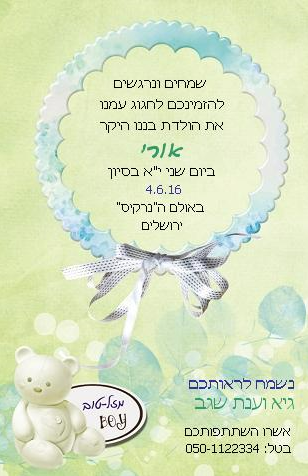 שמחים ונרגשים
להזמינכם לחגוג עמנו
את הולדת בננו היקר
אורי
ביום שני י"א בסיון
4.6.16
באולם ה"נרקיס"
ירושלים
מזל-טוב
BOY
נשמח לראותכם
גיא וענת שגב
אשרו השתתפותכם
בטל: 050-1122334